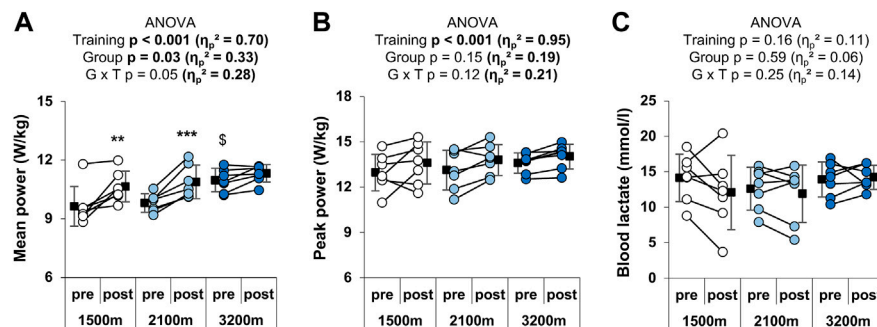 A
ANOVA
Training p < 0.001 (ηp² = 0.70)
Group p = 0.03 (ηp² = 0.33)
G x T p = 0.05 (ηp² = 0.28)
Mean power (W/kg)
15
12
9
6
**
***
$
pre post pre post pre post
1500m 2100m 3200m
B
ANOVA
Training p < 0.001 (ηp² = 0.95)
Group p = 0.15 (ηp² = 0.19)
G x T p = 0.12 (ηp² = 0.21)
Peak power (W/kg)
18
15
12
9
6
pre post pre post pre post
1500m 2100m 3200m
C
ANOVA
Training p = 0.16 (ηp² = 0.11)
Group p = 0.59 (ηp² = 0.06)
G x T p = 0.25 (ηp² = 0.14)
Blood lactate (mmol/l)
25
20
15
10
5
0
pre post pre post pre post
1500m 2100m 3200m